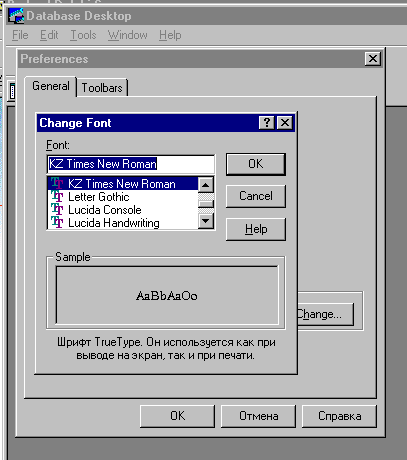 Database Desktop
File Edit Tools Window Help
Preferences
General Toolbars
Change Font
Font:
KZ Times New Roman
OK
KZ Times New Roman
Letter Gothic
Lucida Console
Lucida Handwriting
Cancel
Help
Sample
AaBbAaOo
Change...
Шрифт TrueType. Он используется как при
выводе на экран, так и при печати.
OK Отмена Справка